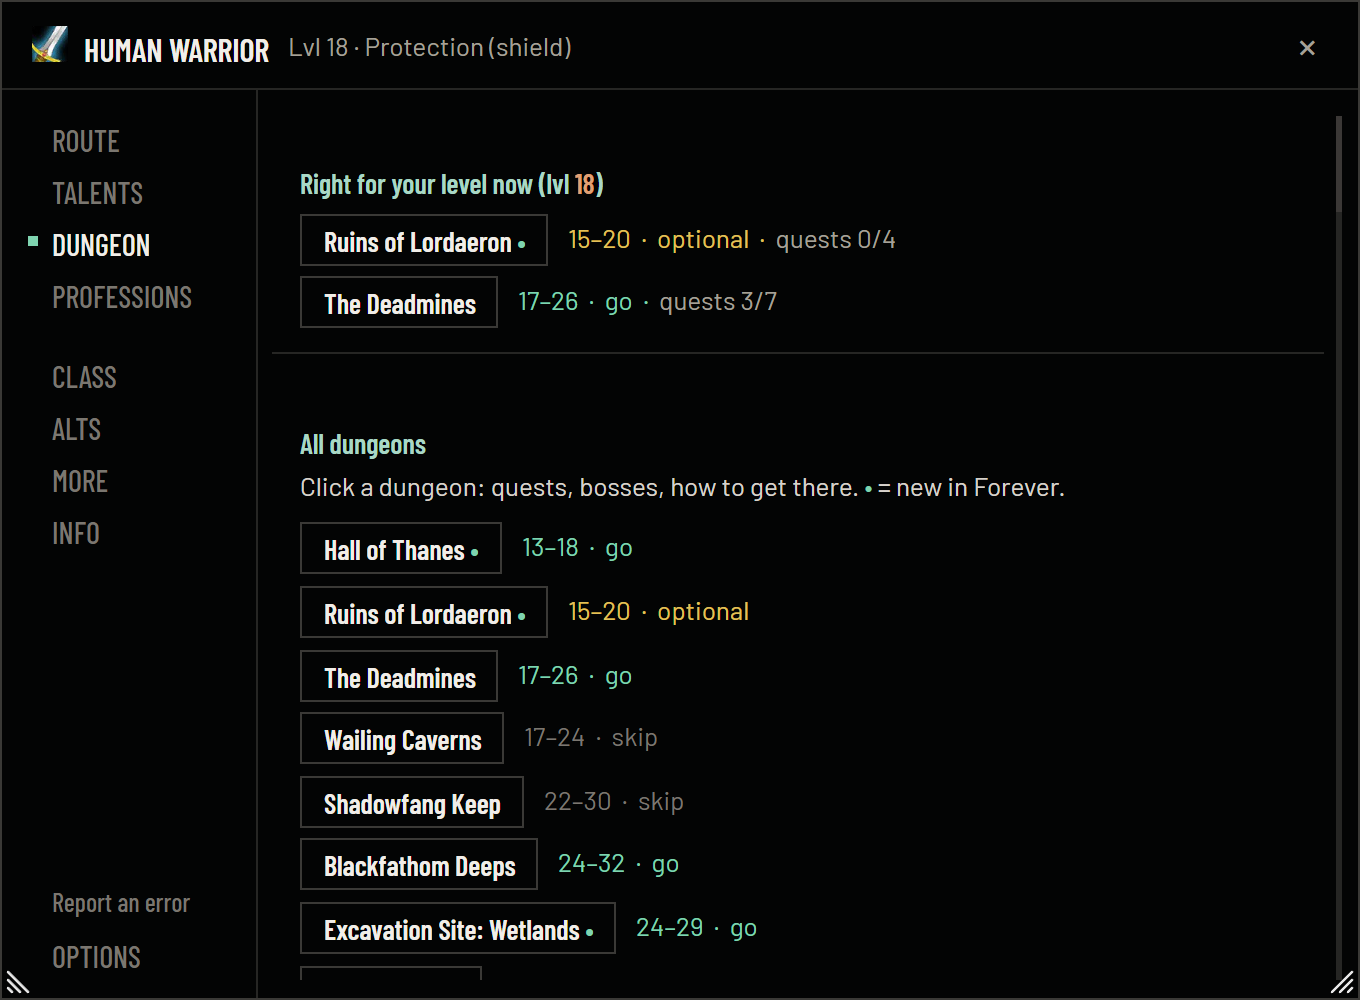 HUMAN WARRIOR Lvl 18 · Protection (shield) ×
ROUTE
TALENTS
DUNGEON
PROFESSIONS
CLASS
ALTS
MORE
INFO
Report an error
OPTIONS
Right for your level now (lvl 18)
Ruins of Lordaeron • 15–20 · optional · quests 0/4
The Deadmines 17–26 · go · quests 3/7
All dungeons
Click a dungeon: quests, bosses, how to get there. • = new in Forever.
Hall of Thanes • 13–18 · go
Ruins of Lordaeron • 15–20 · optional
The Deadmines 17–26 · go
Wailing Caverns 17–24 · skip
Shadowfang Keep 22–30 · skip
Blackfathom Deeps 24–32 · go
Excavation Site: Wetlands • 24–29 · go